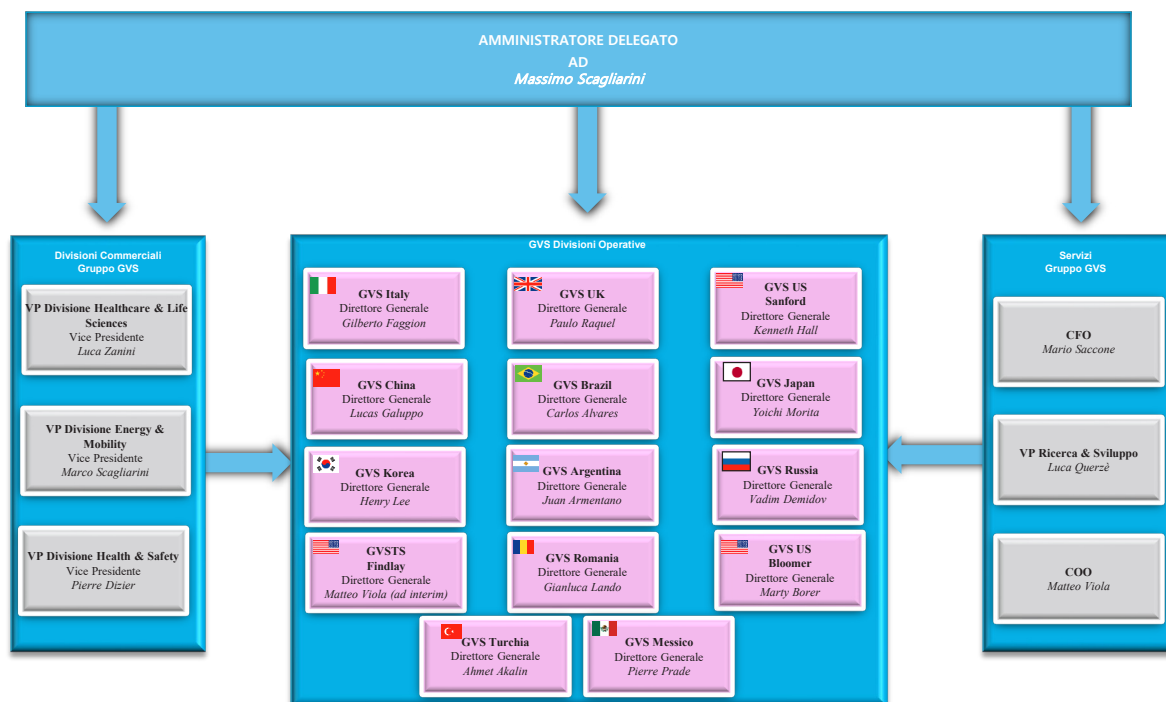 AMMINISTRATORE DELEGATO
AD
Massimo Scagliarini
Divisioni Commerciali
Gruppo GVS
VP Divisione Healthcare & Life
Sciences
Vice Presidente
Luca Zanini
VP Divisione Energy &
Mobility
Vice Presidente
Marco Scagliarini
VP Divisione Health & Safety
Vice Presidente
Pierre Dizier
GVS Divisioni Operative
GVS Italy
Direttore Generale
Gilberto Faggion
GVS UK
Direttore Generale
Paulo Raquel
GVS US
Sanford
Direttore Generale
Kenneth Hall
GVS China
Direttore Generale
Lucas Galuppo
GVS Brazil
Direttore Generale
Carlos Alvares
GVS Japan
Direttore Generale
Yoichi Morita
GVS Korea
Direttore Generale
Henry Lee
GVS Argentina
Direttore Generale
Juan Armentano
GVS Russia
Direttore Generale
Vadim Demidov
GVSTS
Findlay
Direttore Generale
Matteo Viola (ad interim)
GVS Romania
Direttore Generale
Gianluca Lando
GVS US
Bloomer
Direttore Generale
Marty Borer
GVS Turchia
Direttore Generale
Ahmet Akalin
GVS Messico
Direttore Generale
Pierre Prade
Servizi
Gruppo GVS
CFO
Mario Saccone
VP Ricerca & Sviluppo
Luca Querzè
COO
Matteo Viola